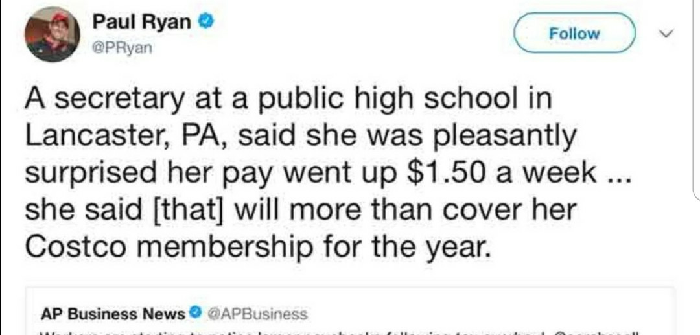 Paul Ryan
@PRyan
Follow
A secretary at a public high school in
Lancaster, PA, said she was pleasantly
surprised her pay went up $1.50 a week ...
she said [that] will more than cover her
Costco membership for the year.
AP Business News @APBusiness